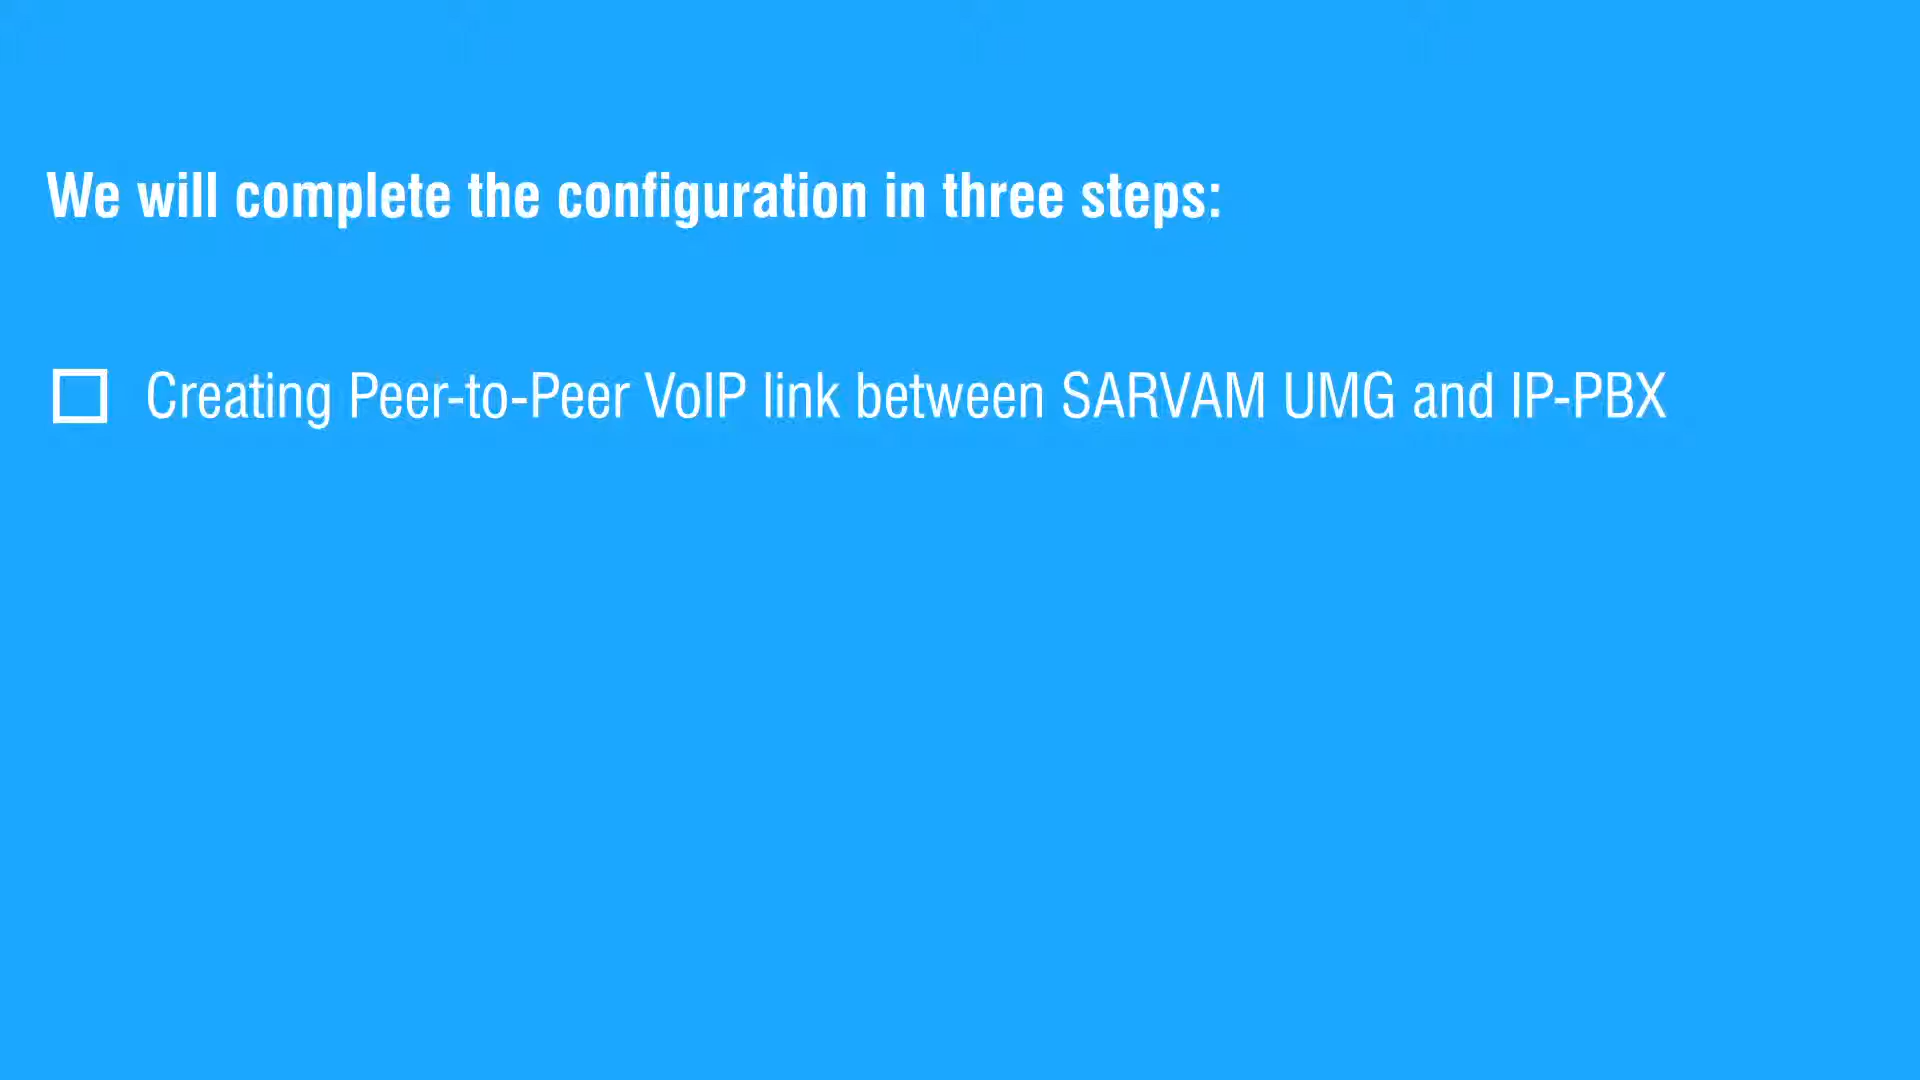 We will complete the configuration in three steps:
Creating Peer-to-Peer VoIP link between SARVAM UMG and IP-PBX